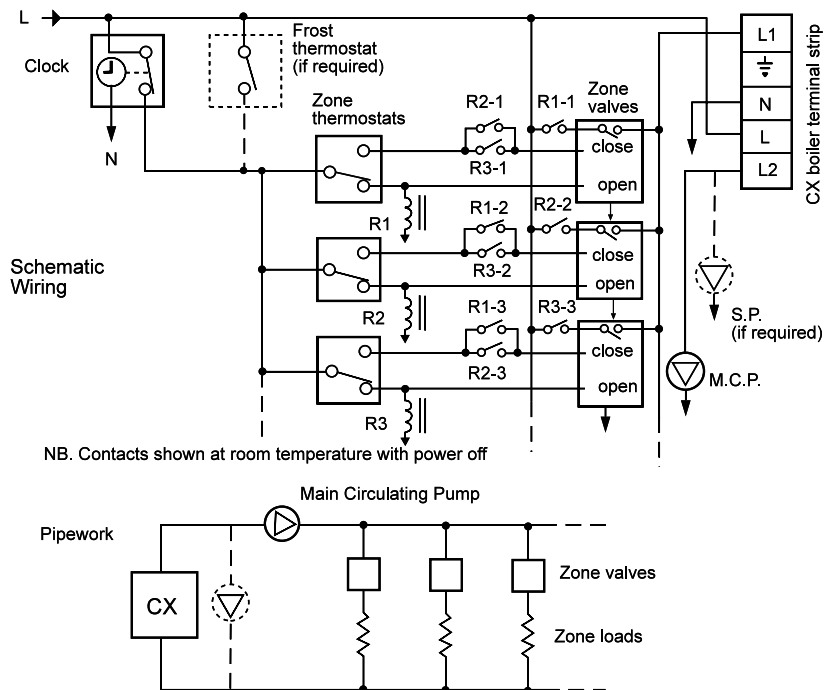 L
Clock
N
Frost
thermostat
(if required)
Zone
thermostats
R2-1
R1-1
Zone
valves
close
R3-1
open
R1
R1-2
R2-2
close
R3-2
open
R2
R1-3
R3-3
close
R2-3
open
R3
Schematic
Wiring
L1
N
L
L2
CX boiler terminal strip
S.P.
(if required)
M.C.P.
NB. Contacts shown at room temperature with power off
Main Circulating Pump
Pipework
CX
Zone valves
Zone loads